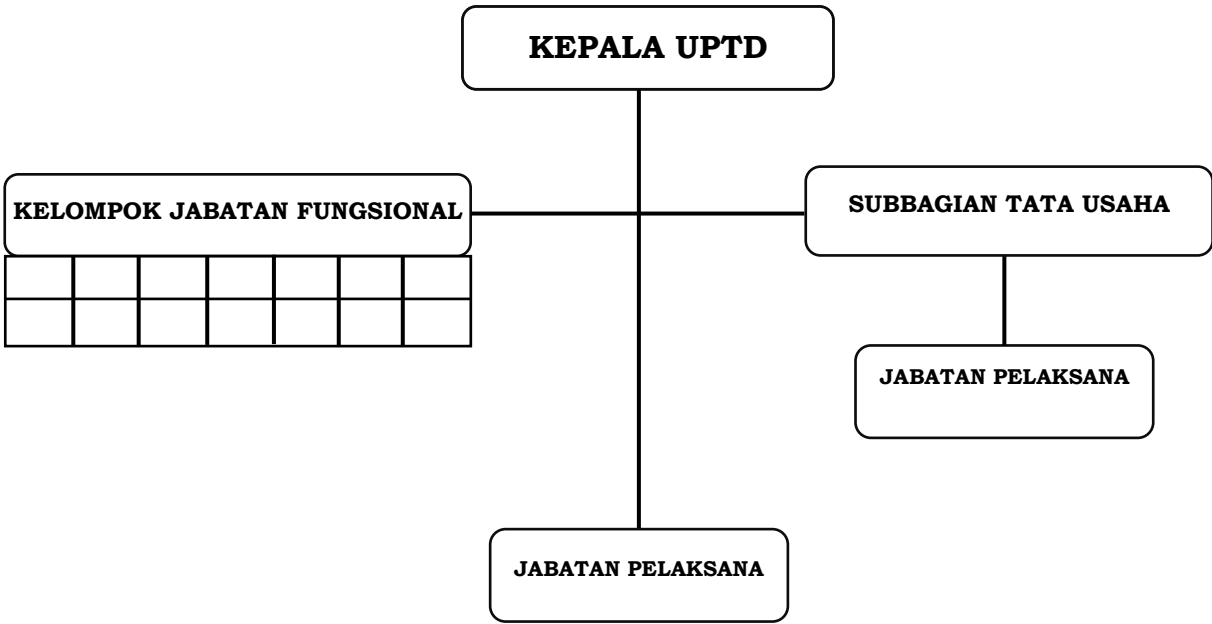 KEPALA UPTD
KELOMPOK JABATAN FUNGSIONAL
SUBBAGIAN TATA USAHA
JABATAN PELAKSANA
JABATAN PELAKSANA